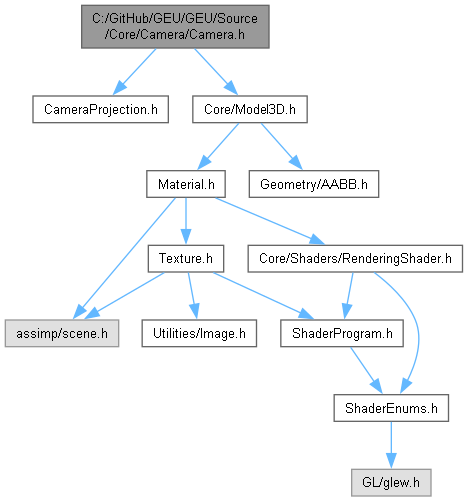 C:/GitHub/GEU/GEU/Source
/Core/Camera/Camera.h
CameraProjection.h
Core/Model3D.h
Material.h
Geometry/AABB.h
Texture.h
Core/Shaders/RenderingShader.h
assimp/scene.h
Utilities/Image.h
ShaderProgram.h
ShaderEnums.h
GL/glew.h